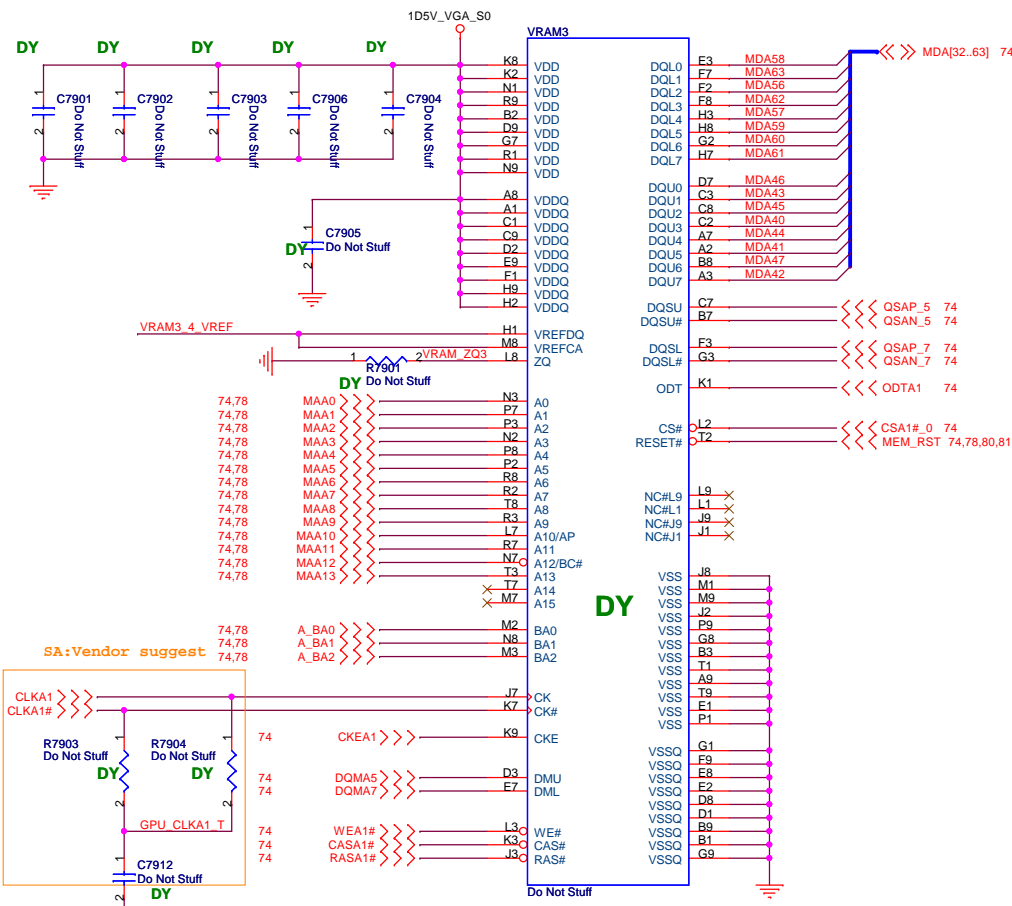 1D5V_VGA_S0
VRAM3
DY DY DY DY DY
C7901 Do Not Stuff 1 2
C7902 Do Not Stuff 1 2
C7903 Do Not Stuff 1 2
C7906 Do Not Stuff 1 2
C7904 Do Not Stuff 1 2
K8 VDD
K2 VDD
N1 VDD
R9 VDD
B2 VDD
D9 VDD
G7 VDD
R1 VDD
N9 VDD
A8 VDDQ
A1 VDDQ
C1 VDDQ
C9 VDDQ
D2 VDDQ
E9 VDDQ
F1 VDDQ
H9 VDDQ
H2 VDDQ
1 C7905
DY Do Not Stuff
2
VRAM3_4_VREF H1 VREFDQ
M8 VREFCA
1 R7901 2 VRAM_ZQ3 L8 ZQ
Do Not Stuff
DY
74,78 MAA0 N3 A0
74,78 MAA1 P7 A1
74,78 MAA2 P3 A2
74,78 MAA3 N2 A3
74,78 MAA4 P8 A4
74,78 MAA5 P2 A5
74,78 MAA6 R8 A6
74,78 MAA7 R2 A7
74,78 MAA8 T8 A8
74,78 MAA9 R3 A9
74,78 MAA10 L7 A10/AP
74,78 MAA11 R7 A11
74,78 MAA12 N7 A12/BC#
74,78 MAA13 T3 A13
T7 A14
M7 A15
74,78 A_BA0 M2 BA0
74,78 A_BA1 N8 BA1
74,78 A_BA2 M3 BA2
SA:Vendor suggest
CLKA1 J7 CK
CLKA1# K7 CK#
R7903 Do Not Stuff 1 2 DY
R7904 Do Not Stuff 1 2 DY
GPU_CLKA1_T
1 C7912
Do Not Stuff
2 DY
74 CKEA1 K9 CKE
74 DQMA5 D3 DMU
74 DQMA7 E7 DML
74 WEA1# L3 WE#
74 CASA1# K3 CAS#
74 RASA1# J3 RAS#
DQL0 E3 MDA58
DQL1 F7 MDA63
DQL2 F2 MDA56
DQL3 F8 MDA62
DQL4 H3 MDA57
DQL5 H8 MDA59
DQL6 G2 MDA60
DQL7 H7 MDA61
MDA[32..63] 74
DQU0 D7 MDA46
DQU1 C3 MDA43
DQU2 C8 MDA45
DQU3 C2 MDA40
DQU4 A7 MDA44
DQU5 A2 MDA41
DQU6 B8 MDA47
DQU7 A3 MDA42
DQSU C7 QSAP_5 74
DQSU# B7 QSAN_5 74
DQSL F3 QSAP_7 74
DQSL# G3 QSAN_7 74
ODT K1 ODTA1 74
CS# L2 CSA1#_0 74
RESET# T2 MEM_RST 74,78,80,81
NC#L9 L9
NC#L1 L1
NC#J9 J9
NC#J1 J1
DY
VSS J8
VSS M1
VSS M9
VSS J2
VSS P9
VSS G8
VSS B3
VSS T1
VSS A9
VSS T9
VSS E1
VSS P1
VSSQ G1
VSSQ F9
VSSQ E8
VSSQ E2
VSSQ D8
VSSQ D1
VSSQ B9
VSSQ B1
VSSQ G9
Do Not Stuff